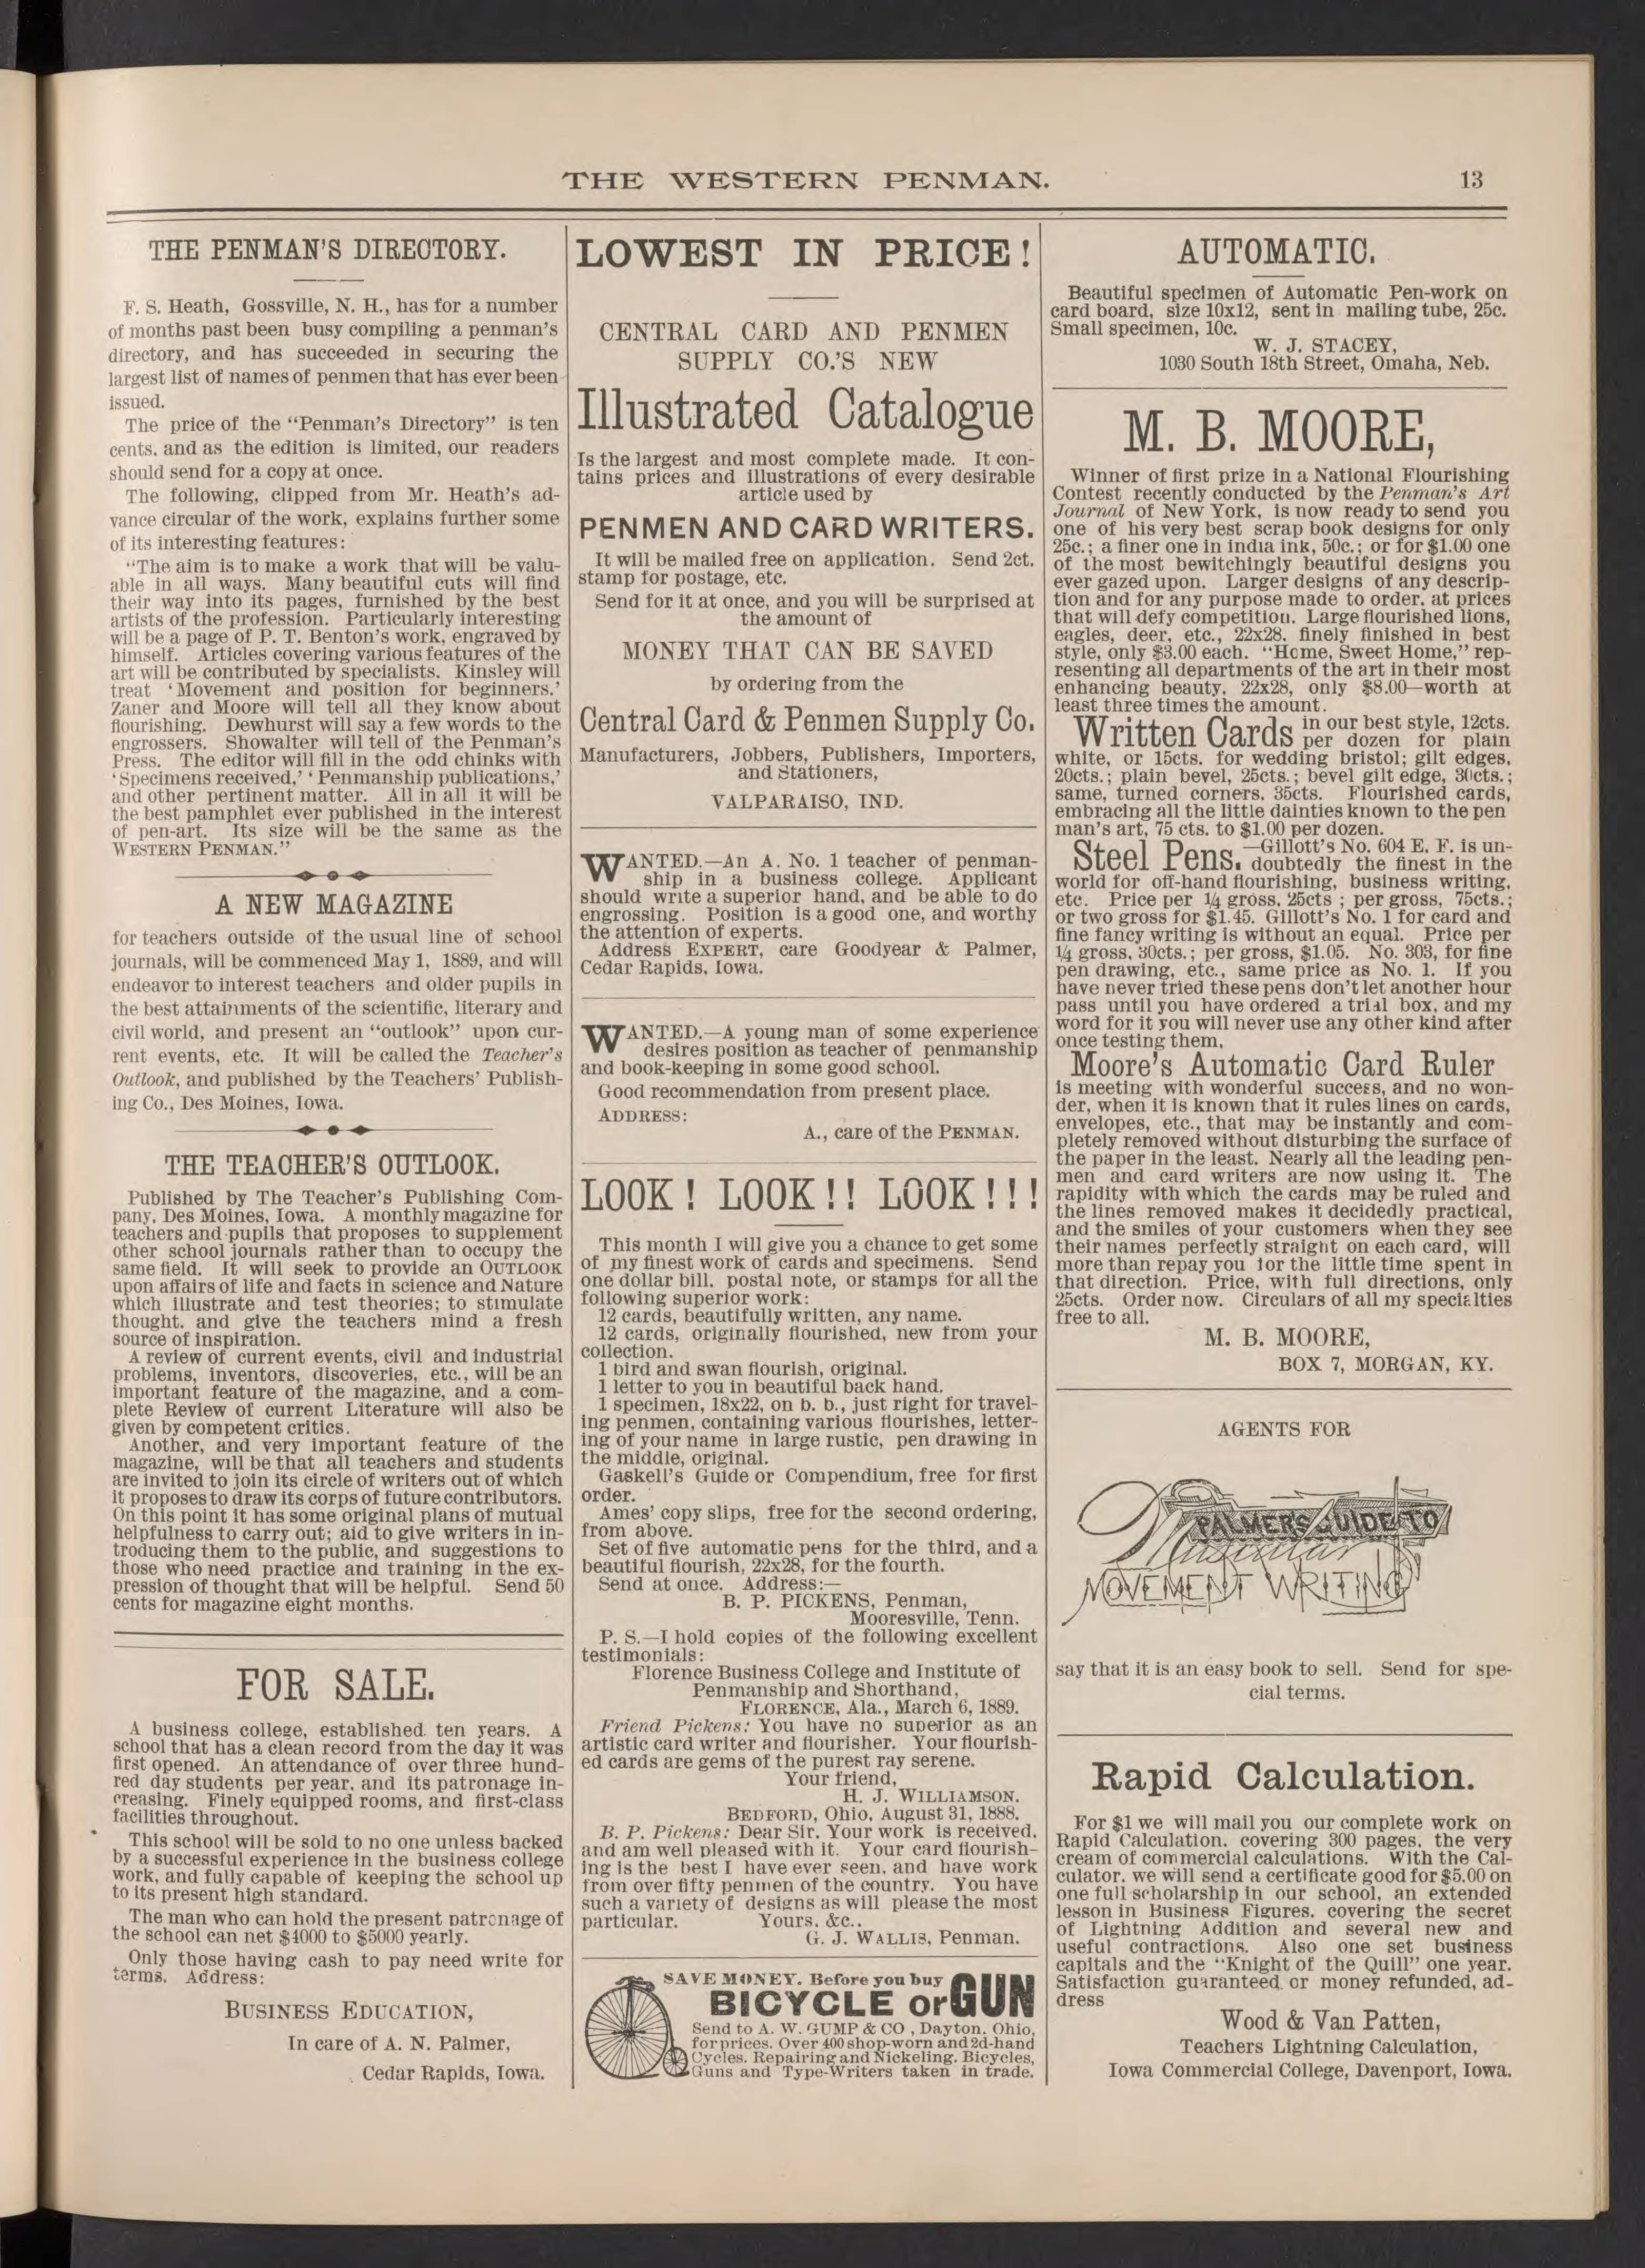 THE WESTERN PENMAN.
13
THE PENMAN'S DIRECTORY.
F. S. Heath, Gossville, N. H., has for a number
of months past been busy compiling a penman's
directory, and has succeeded in securing the
largest list of names of penmen that has ever been
issued.
The price of the "Penman's Directory" is ten
cents, and as the edition is limited, our readers
should send for a copy at once.
The following, clipped from Mr. Heath's ad-
vance circular of the work, explains further some
of its interesting features:
"The aim is to make a work that will be valu-
able in all ways. Many beautiful cuts will find
their way into its pages, furnished by the best
artists of the profession. Particularly interesting
will be a page of P. T. Benton's work, engraved by
himself. Articles covering various features of the
art will be contributed by specialists. Kinsley will
treat 'Movement and position for beginners.'
Zaner and Moore will tell all they know about
flourishing. Dewhurst will say a few words to the
engrossers. Showalter will tell of the Penman's
Press. The editor will fill in the odd chinks with
'Specimens received,' 'Penmanship publications,'
and other pertinent matter. All in all it will be
the best pamphlet ever published in the interest
of pen-art. Its size will be the same as the
WESTERN PENMAN."
A NEW MAGAZINE
for teachers outside of the usual line of school
journals, will be commenced May 1, 1889, and will
endeavor to interest teachers and older pupils in
the best attainments of the scientific, literary and
civil world, and present an "outlook" upon cur-
rent events, etc. It will be called the Teacher's
Outlook, and published by the Teachers' Publish-
ing Co., Des Moines, Iowa.
THE TEACHER'S OUTLOOK.
Published by The Teacher's Publishing Com-
pany, Des Moines, Iowa. A monthly magazine for
teachers and pupils that proposes to supplement
other school journals rather than to occupy the
same field. It will seek to provide an OUTLOOK
upon affairs of life and facts in science and Nature
which illustrate and test theories; to stimulate
thought, and give the teachers mind a fresh
source of inspiration.
A review of current events, civil and industrial
problems, inventors, discoveries, etc., will be an
important feature of the magazine, and a com-
plete Review of current Literature will also be
given by competent critics.
Another, and very important feature of the
magazine, will be that all teachers and students
are invited to join its circle of writers out of which
it proposes to draw its corps of future contributors.
On this point it has some original plans of mutual
helpfulness to carry out; aid to give writers in in-
troducing them to the public, and suggestions to
those who need practice and training in the ex-
pression of thought that will be helpful. Send 50
cents for magazine eight months.
FOR SALE.
A business college, established ten years. A
school that has a clean record from the day it was
first opened. An attendance of over three hund-
red day students per year, and its patronage in-
creasing. Finely equipped rooms, and first-class
facilities throughout.
This school will be sold to no one unless backed
by a successful experience in the business college
work, and fully capable of keeping the school up
to its present high standard.
The man who can hold the present patronage of
the school can net $4000 to $5000 yearly.
Only those having cash to pay need write for
terms. Address:
BUSINESS EDUCATION,
In care of A. N. Palmer,
Cedar Rapids, Iowa.
LOWEST IN PRICE!
CENTRAL CARD AND PENMEN
SUPPLY CO.'S NEW
Illustrated Catalogue
Is the largest and most complete made. It con-
tains prices and illustrations of every desirable
article used by
PENMEN AND CARD WRITERS.
It will be mailed free on application. Send 2ct.
stamp for postage, etc.
Send for it at once, and you will be surprised at
the amount of
MONEY THAT CAN BE SAVED
by ordering from the
Central Card & Penmen Supply Co.
Manufacturers, Jobbers, Publishers, Importers,
and Stationers,
VALPARAISO, IND.
WANTED.—An A. No. 1 teacher of penman-
ship in a business college. Applicant
should write a superior hand, and be able to do
engrossing. Position is a good one, and worthy
the attention of experts.
Address EXPERT, care Goodyear & Palmer,
Cedar Rapids, Iowa.
WANTED.—A young man of some experience
desires position as teacher of penmanship
and book-keeping in some good school.
Good recommendation from present place.
ADDRESS:
A., care of the PENMAN.
LOOK! LOOK!! LOOK!!!
This month I will give you a chance to get some
of my finest work of cards and specimens. Send
one dollar bill, postal note, or stamps for all the
following superior work:
12 cards, beautifully written, any name.
12 cards, originally flourished, new from your
collection.
1 bird and swan flourish, original.
1 letter to you in beautiful back hand.
1 specimen, 18x22, on b. b., just right for travel-
ing penmen, containing various flourishes, letter-
ing of your name in large rustic, pen drawing in
the middle, original.
Gaskell's Guide or Compendium, free for first
order.
Ames' copy slips, free for the second ordering,
from above.
Set of five automatic pens for the third, and a
beautiful flourish, 22x28, for the fourth.
Send at once. Address:—
B. P. PICKENS, Penman,
Mooresville, Tenn.
P. S.—I hold copies of the following excellent
testimonials:
Florence Business College and Institute of
Penmanship and Shorthand,
FLORENCE, Ala., March 6, 1889.
Friend Pickens: You have no superior as an
artistic card writer and flourisher. Your flourish-
ed cards are gems of the purest ray serene.
Your friend,
H. J. WILLIAMSON.
BEDFORD, Ohio, August 31, 1888.
B. P. Pickens: Dear Sir. Your work is received,
and am well pleased with it. Your card flourish-
ing is the best I have ever seen, and have work
from over fifty penmen of the country. You have
such a variety of designs as will please the most
particular. Yours, &c..
G. J. WALLIS, Penman.
SAVE MONEY. Before you buy
BICYCLE or GUN
Send to A. W. GUMP & CO., Dayton, Ohio,
for prices. Over 400 shop-worn and 2d-hand
Cycles. Repairing and Nickeling. Bicycles,
Guns and Type-Writers taken in trade.
AUTOMATIC.
Beautiful specimen of Automatic Pen-work on
card board, size 10x12, sent in mailing tube, 25c.
Small specimen, 10c.
W. J. STACEY,
1030 South 18th Street, Omaha, Neb.
M. B. MOORE,
Winner of first prize in a National Flourishing
Contest recently conducted by the Penman's Art
Journal of New York, is now ready to send you
one of his very best scrap book designs for only
25c.; a finer one in india ink, 50c.; or for $1.00 one
of the most bewitchingly beautiful designs you
ever gazed upon. Larger designs of any descrip-
tion and for any purpose made to order, at prices
that will defy competition. Large flourished lions,
eagles, deer, etc., 22x28, finely finished in best
style, only $3.00 each. "Home, Sweet Home," rep-
resenting all departments of the art in their most
enhancing beauty, 22x28, only $8.00—worth at
least three times the amount.
Written Cards in our best style, 12cts.
per dozen for plain
white, or 15cts. for wedding bristol; gilt edges,
20cts.; plain bevel, 25cts.; bevel gilt edge, 30cts.;
same, turned corners, 35cts. Flourished cards,
embracing all the little dainties known to the pen
man's art, 75 cts. to $1.00 per dozen.
Steel Pens.—Gillott's No. 604 E. F. is un-
doubtedly the finest in the
world for off-hand flourishing, business writing,
etc. Price per ¼ gross, 25cts; per gross, 75cts.;
or two gross for $1.45. Gillott's No. 1 for card and
fine fancy writing is without an equal. Price per
¼ gross, 30cts.; per gross, $1.05. No. 303, for fine
pen drawing, etc., same price as No. 1. If you
have never tried these pens don't let another hour
pass until you have ordered a trial box, and my
word for it you will never use any other kind after
once testing them.
Moore's Automatic Card Ruler
is meeting with wonderful success, and no won-
der, when it is known that it rules lines on cards,
envelopes, etc., that may be instantly and com-
pletely removed without disturbing the surface of
the paper in the least. Nearly all the leading pen-
men and card writers are now using it. The
rapidity with which the cards may be ruled and
the lines removed makes it decidedly practical,
and the smiles of your customers when they see
their names perfectly straight on each card, will
more than repay you for the little time spent in
that direction. Price, with full directions, only
25cts. Order now. Circulars of all my specialties
free to all.
M. B. MOORE,
BOX 7, MORGAN, KY.
AGENTS FOR
PALMER'S GUIDE TO
Muscular
MOVEMENT WRITING
say that it is an easy book to sell. Send for spe-
cial terms.
Rapid Calculation.
For $1 we will mail you our complete work on
Rapid Calculation, covering 300 pages, the very
cream of commercial calculations. With the Cal-
culator, we will send a certificate good for $5.00 on
one full scholarship in our school, an extended
lesson in Business Figures, covering the secret
of Lightning Addition and several new and
useful contractions. Also one set business
capitals and the "Knight of the Quill" one year.
Satisfaction guaranteed or money refunded, ad-
dress
Wood & Van Patten,
Teachers Lightning Calculation,
Iowa Commercial College, Davenport, Iowa.